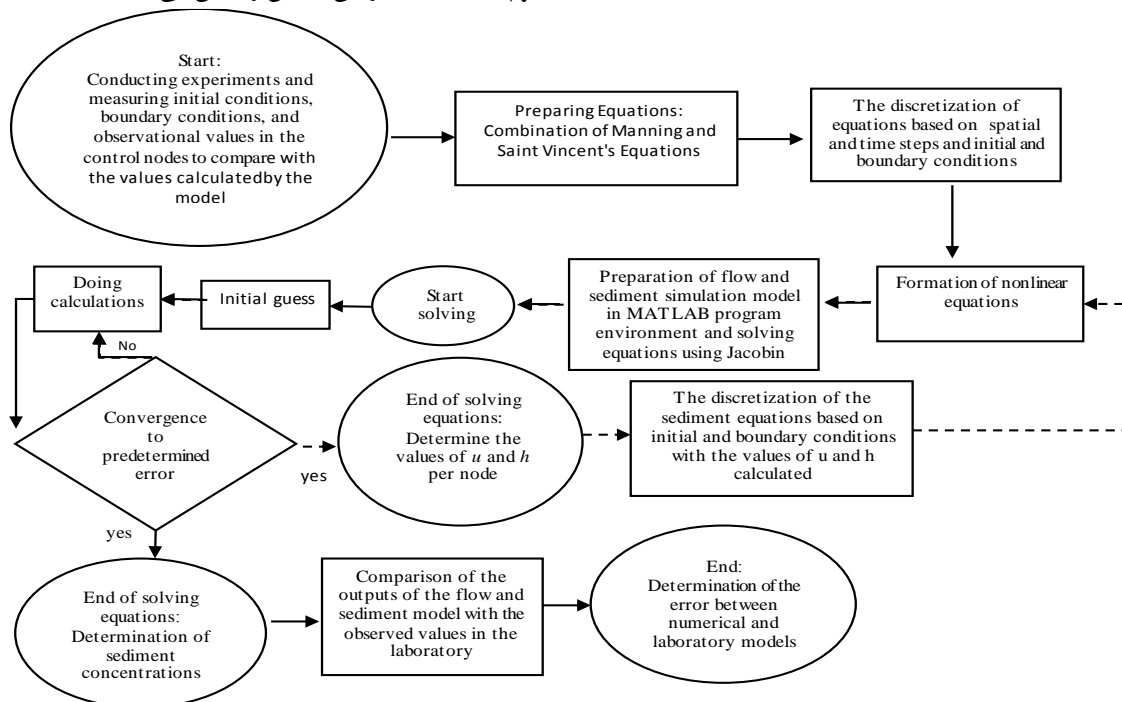 Start:
Conducting experiments and
measuring initial conditions,
boundary conditions, and
observational values in the
control nodes to compare with
the values calculatedby the
model
Preparing Equations:
Combination of Manning and
Saint Vincent's Equations
The discretization of
equations based on spatial
and time steps and initial and
boundary conditions
Doing
calculations
Initial guess
Start
solving
Preparation of flow and
sediment simulation model
in MATLAB program
environment and solving
equations using Jacobin
Formation of nonlinear
equations
No
Convergence
to
predetermined
error
yes
End of solving
equations:
Determine the
values of u and h
per node
The discretization of the
sediment equations based on
initial and boundary conditions
with the values of u and h
calculated
yes
End of solving
equations:
Determination of
sediment
concentrations
Comparison of the
outputs of the flow and
sediment model with the
observed values in the
laboratory
End:
Determination of the
error between
numerical and
laboratory models